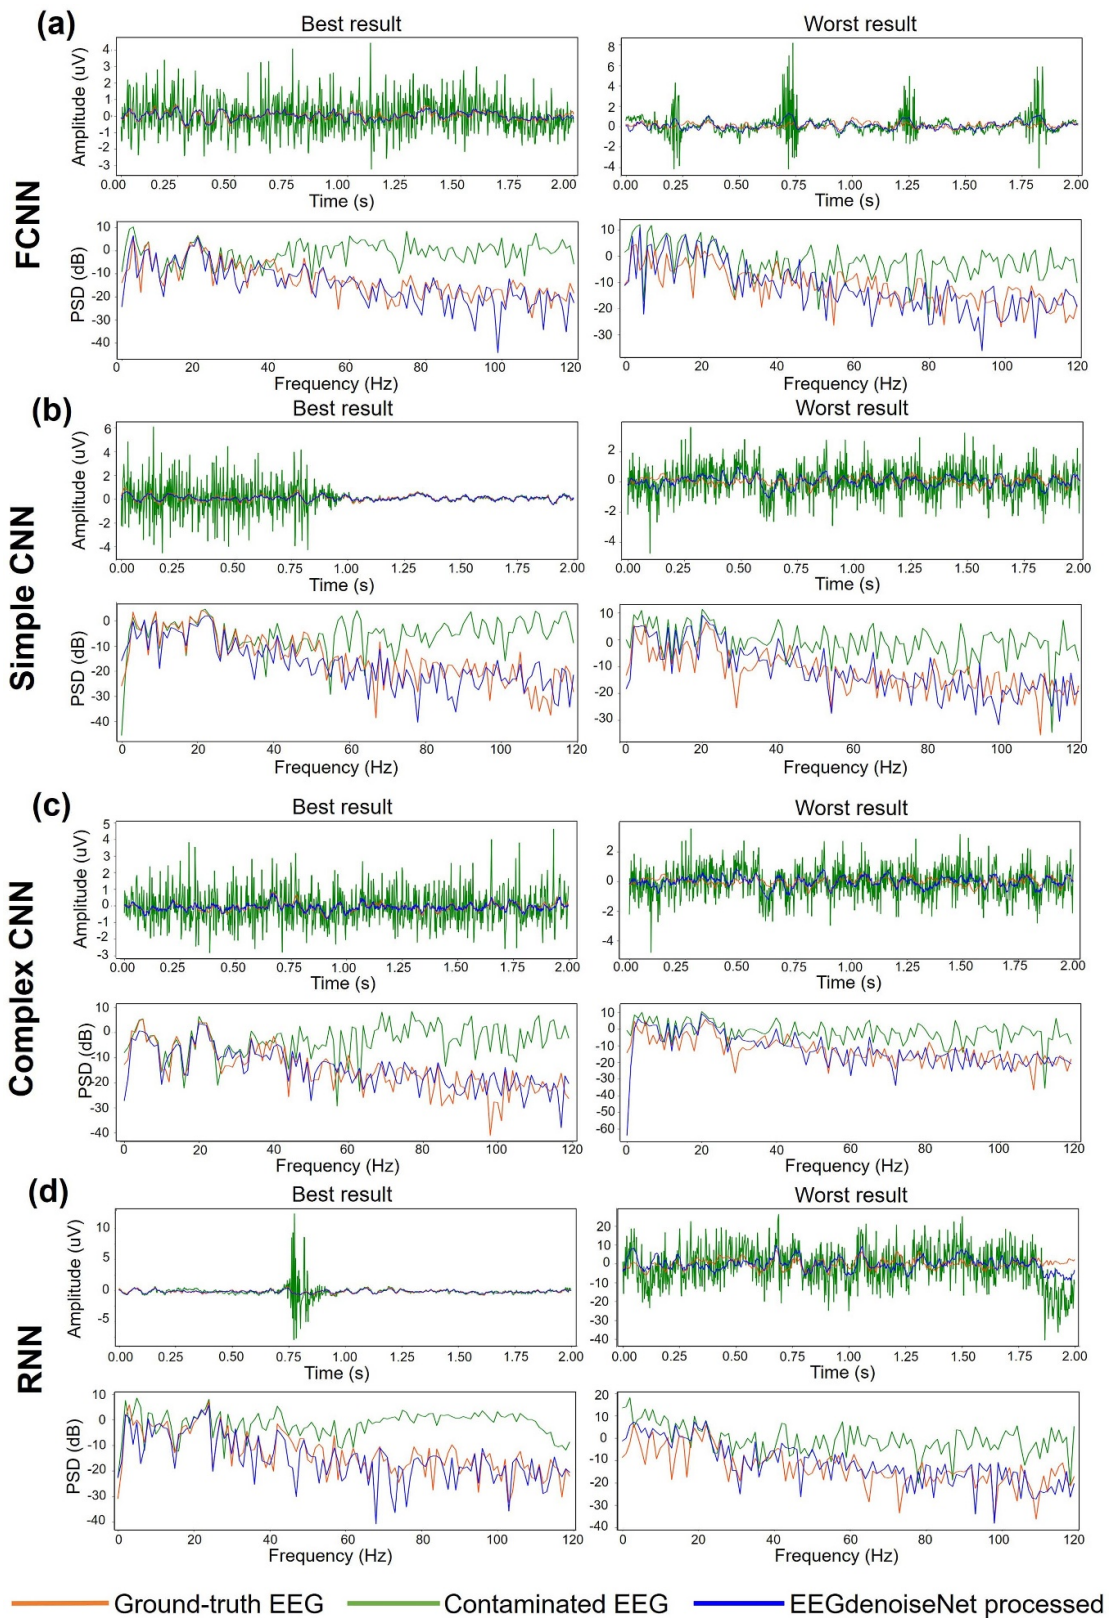 (a)
Best result
Worst result
FCNN
Amplitude (uV)
4
3
2
1
0
-1
-2
-3
0.00 0.25 0.50 0.75 1.00 1.25 1.50 1.75 2.00
Time (s)
8
6
4
2
0
-2
-4
0.00 0.25 0.50 0.75 1.00 1.25 1.50 1.75 2.00
Time (s)
PSD (dB)
10
0
-10
-20
-30
-40
0 20 40 60 80 100 120
Frequency (Hz)
10
0
-10
-20
-30
0 20 40 60 80 100 120
Frequency (Hz)
(b)
Best result
Worst result
Simple CNN
Amplitude (uV)
6
4
2
0
-2
-4
0.00 0.25 0.50 0.75 1.00 1.25 1.50 1.75 2.00
Time (s)
2
0
-2
-4
0.00 0.25 0.50 0.75 1.00 1.25 1.50 1.75 2.00
Time (s)
PSD (dB)
0
-10
-20
-30
-40
0 20 40 60 80 100 120
Frequency (Hz)
10
0
-10
-20
-30
0 20 40 60 80 100 120
Frequency (Hz)
(c)
Best result
Worst result
Complex CNN
Amplitude (uV)
5
4
3
2
1
0
-1
-2
-3
0.00 0.25 0.50 0.75 1.00 1.25 1.50 1.75 2.00
Time (s)
2
0
-2
-4
0.00 0.25 0.50 0.75 1.00 1.25 1.50 1.75 2.00
Time (s)
PSD (dB)
10
0
-10
-20
-30
-40
0 20 40 60 80 100 120
Frequency (Hz)
10
0
-10
-20
-30
-40
-50
-60
0 20 40 60 80 100 120
Frequency (Hz)
(d)
Best result
Worst result
RNN
Amplitude (uV)
10
5
0
-5
0.00 0.25 0.50 0.75 1.00 1.25 1.50 1.75 2.00
Time (s)
20
10
0
-10
-20
-30
-40
0.00 0.25 0.50 0.75 1.00 1.25 1.50 1.75 2.00
Time (s)
PSD (dB)
10
0
-10
-20
-30
-40
0 20 40 60 80 100 120
Frequency (Hz)
20
10
0
-10
-20
-30
-40
0 20 40 60 80 100 120
Frequency (Hz)
Ground-truth EEG Contaminated EEG EEGdenoiseNet processed